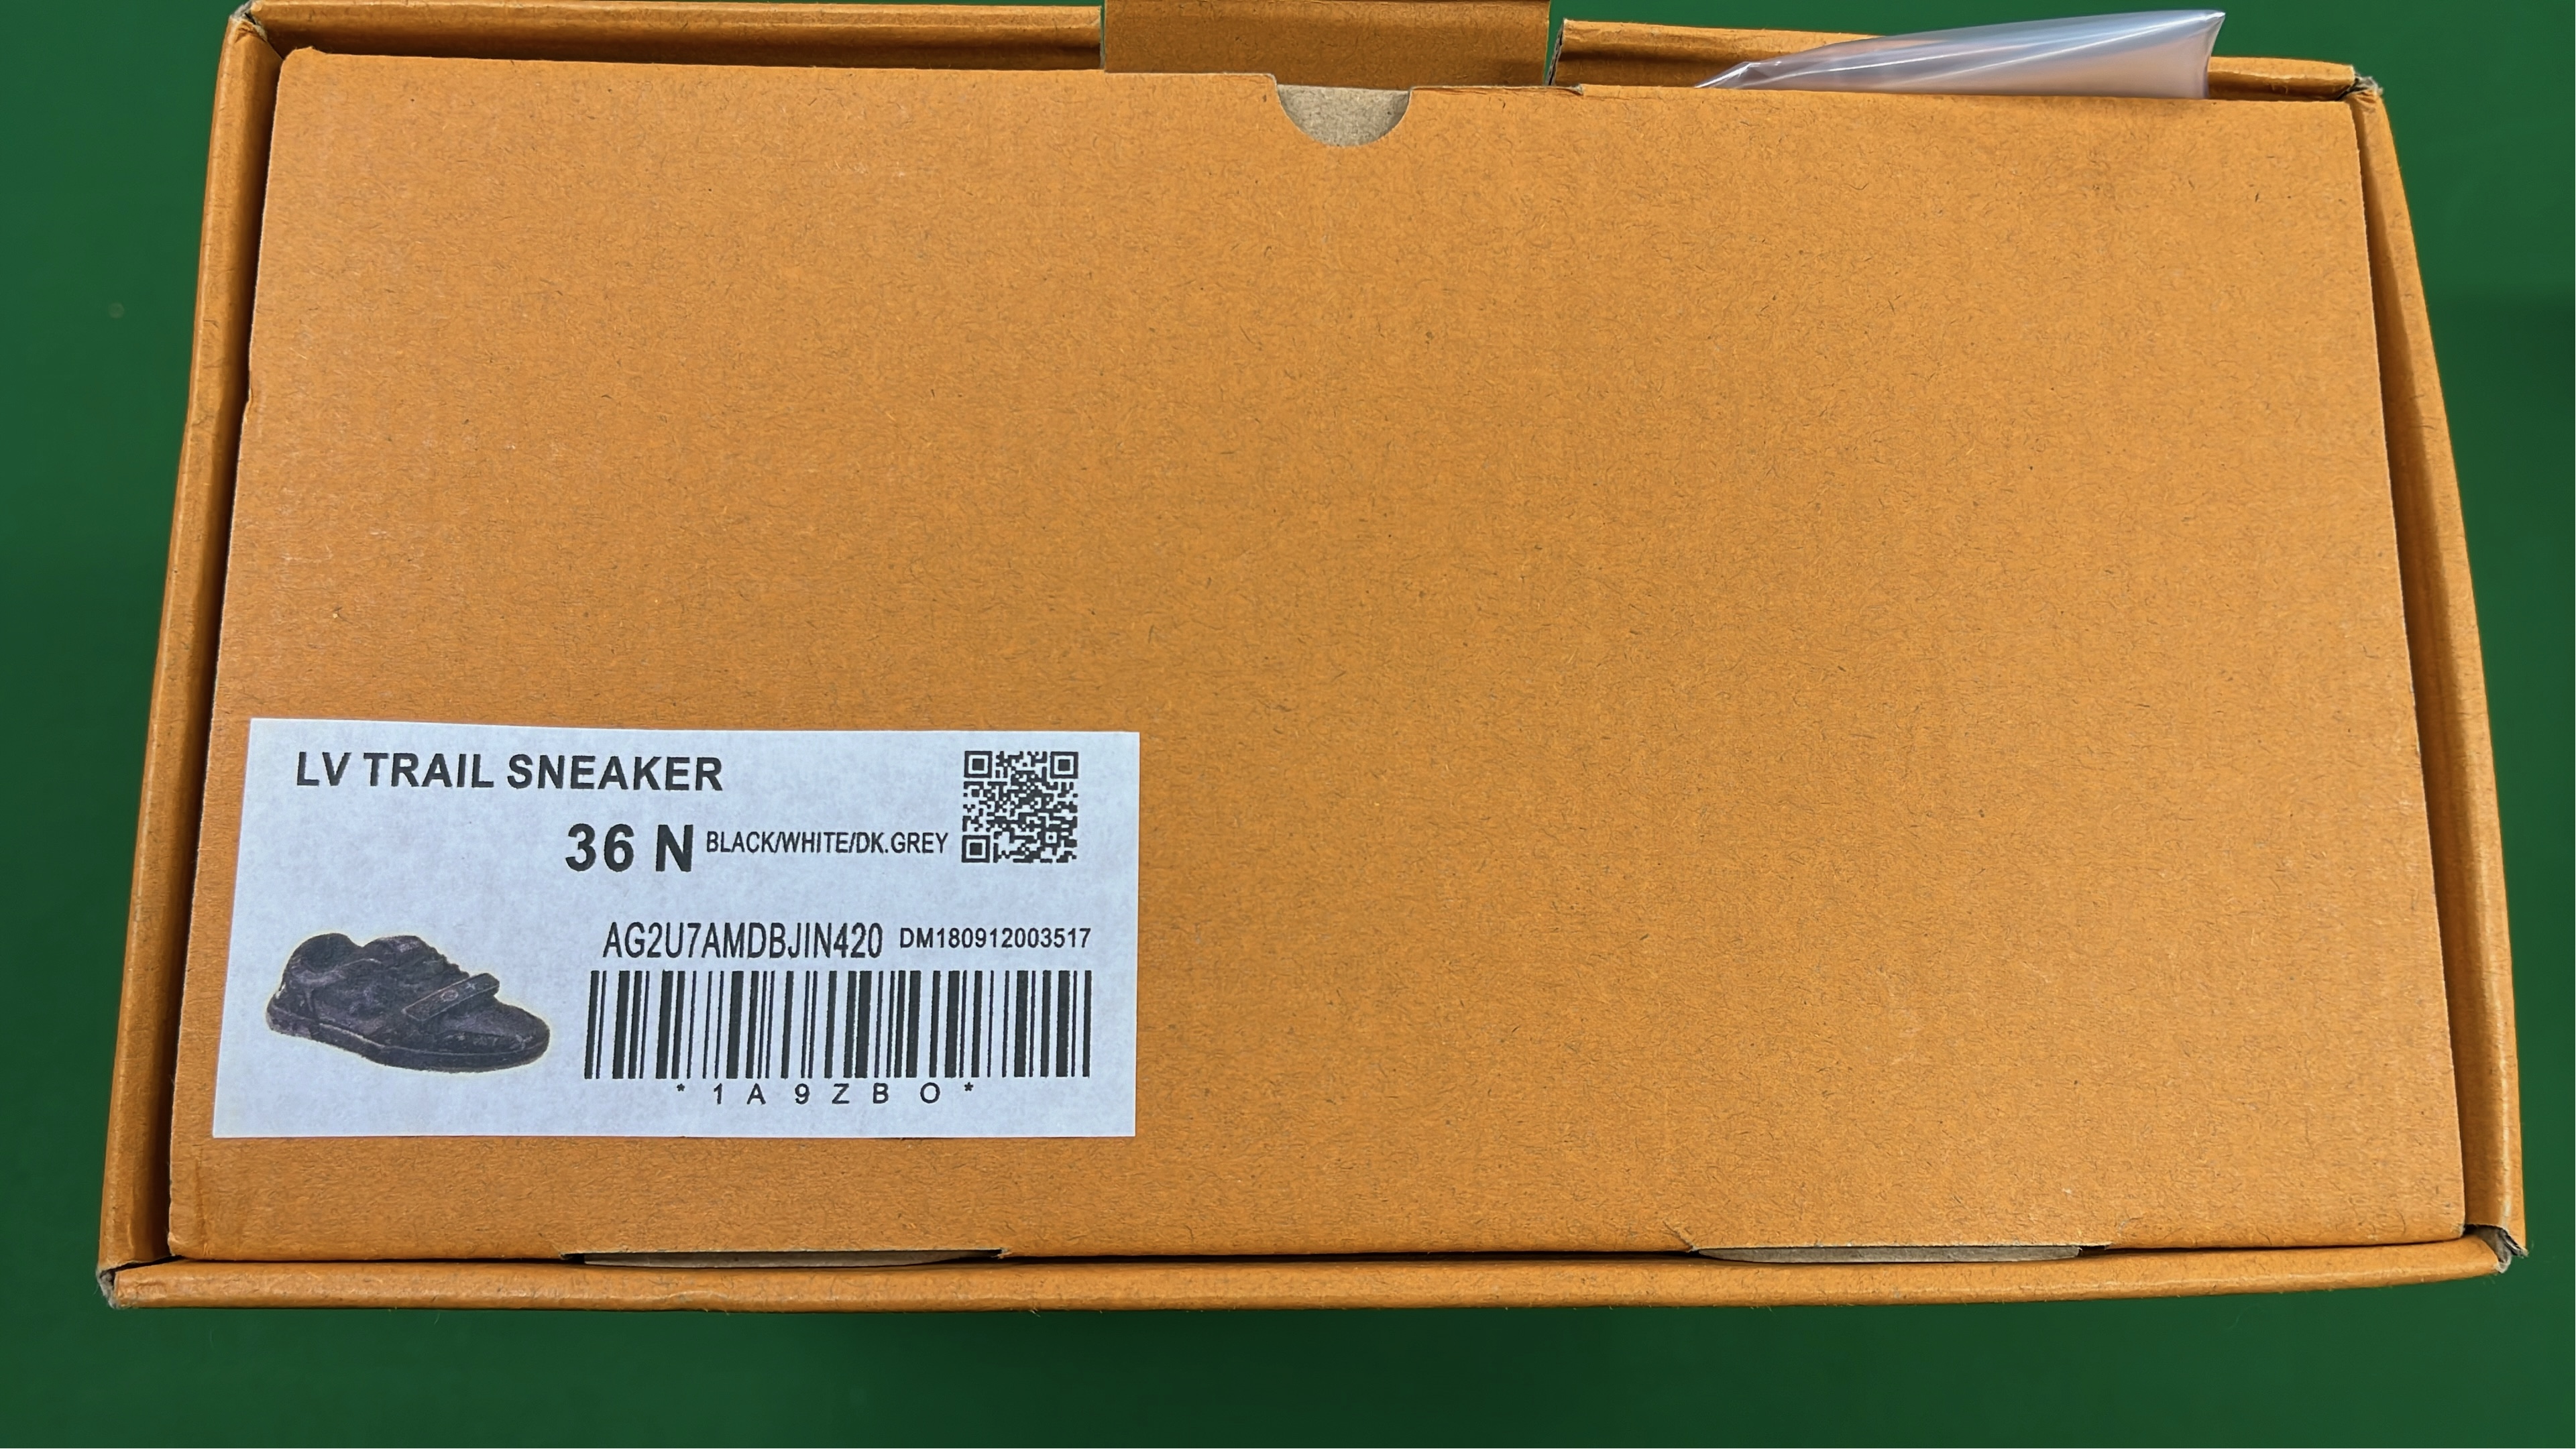 LV TRAIL SNEAKER
36 N BLACK/WHITE/DK.GREY
AG2U7AMDBJIN420 DM180912003517
*1A9ZBO*